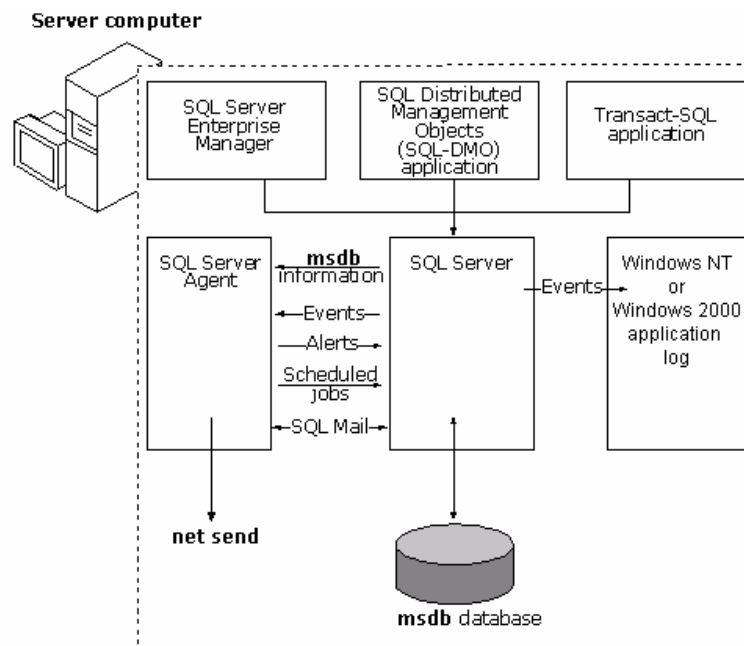 Server computer
SQL Server
Enterprise
Manager
SQL Distributed
Management
Objects
(SQL-DMO)
application
Transact-SQL
application
SQL Server
Agent
msdb
information
Events
Alerts
Scheduled
jobs
SQL Mail
SQL Server
Events
Windows NT
or
Windows 2000
application
log
net send
msdb database